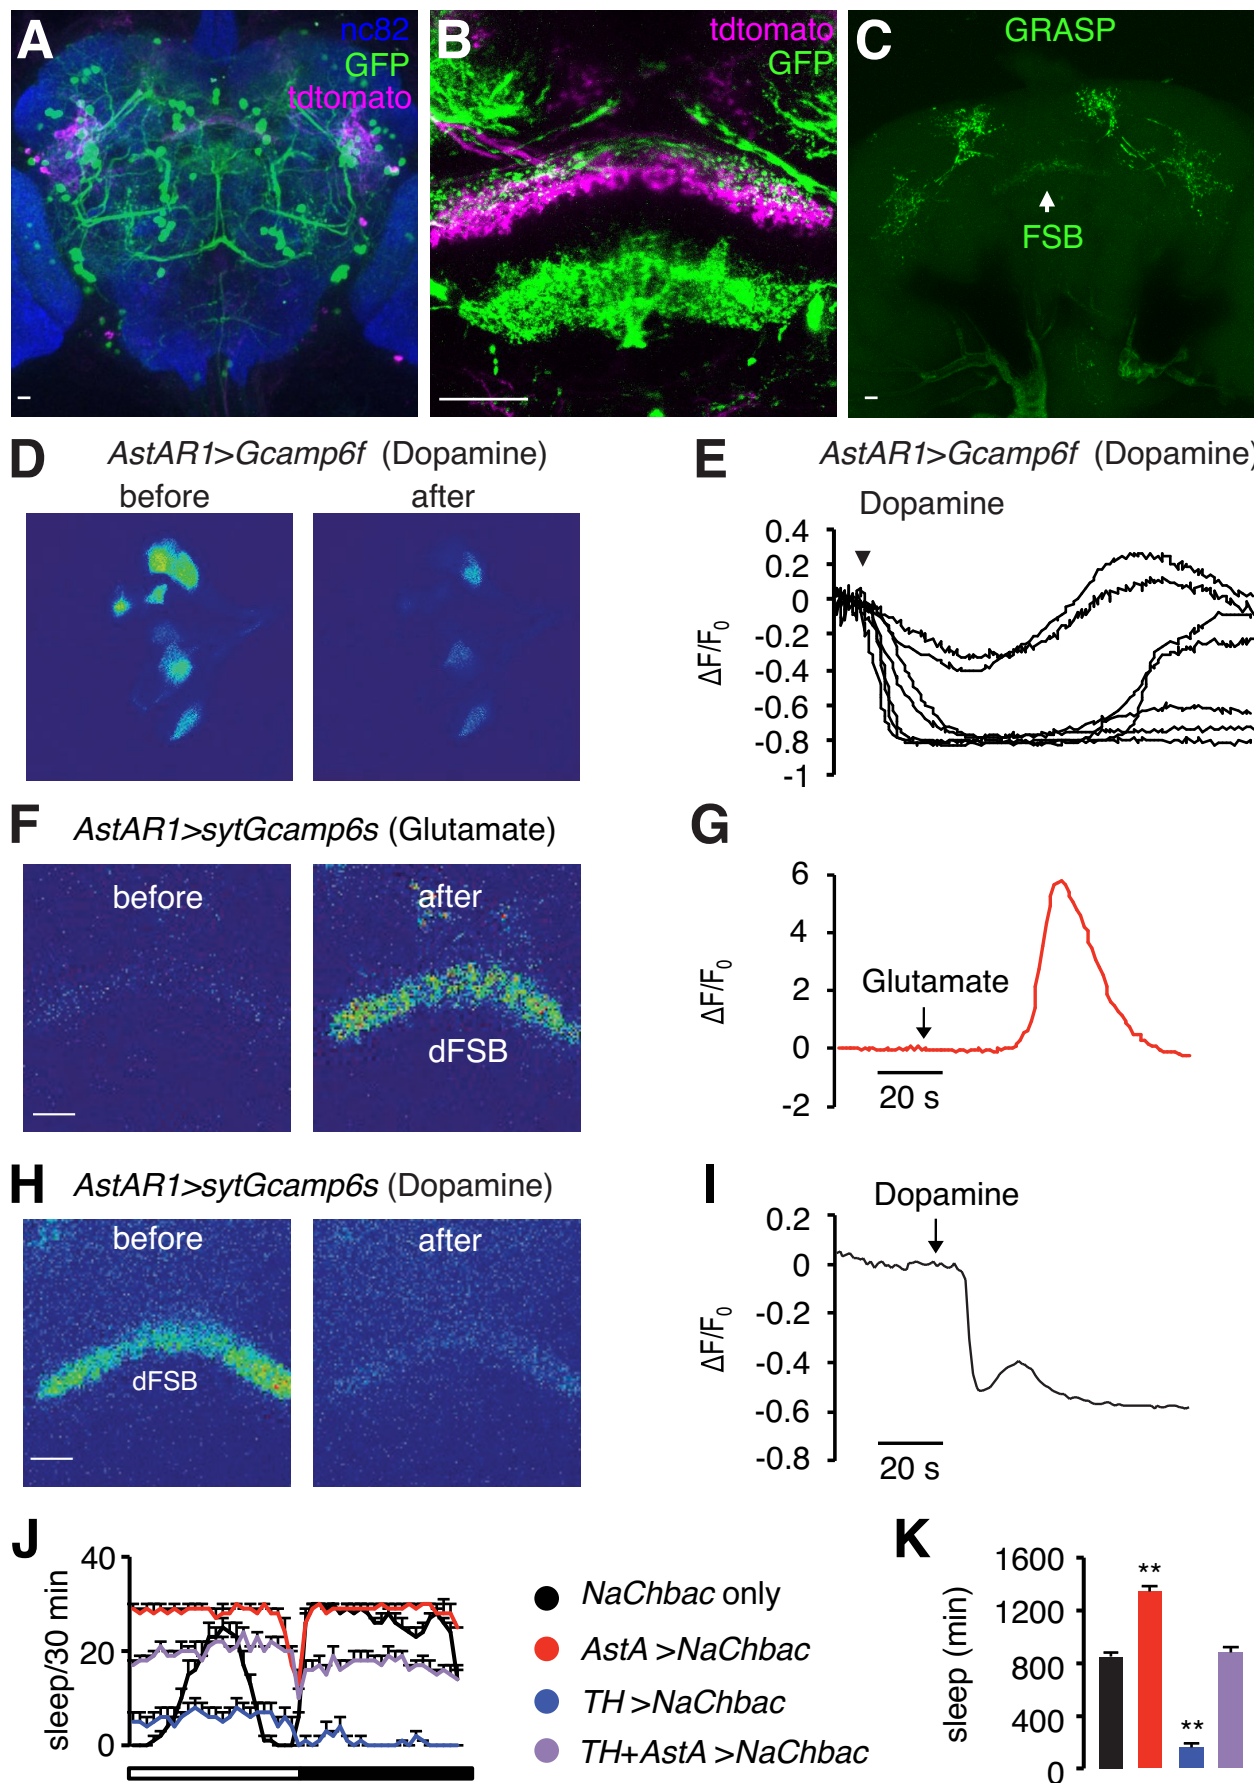 A
nc82
GFP
tdtomato
B
tdtomato
GFP
C
GRASP
FSB
D
AstAR1>Gcamp6f (Dopamine)
before
after
E
AstAR1>Gcamp6f (Dopamine)
Dopamine
0.4
0.2
0
-0.2
-0.4
-0.6
-0.8
-1
ΔF/F0
F
AstAR1>sytGcamp6s (Glutamate)
before
after
dFSB
G
6
4
2
0
-2
ΔF/F0
Glutamate
20 s
H
AstAR1>sytGcamp6s (Dopamine)
before
dFSB
after
I
Dopamine
0.2
0
-0.2
-0.4
-0.6
-0.8
ΔF/F0
20 s
J
40
20
0
sleep/30 min
NaChbac only
AstA >NaChbac
TH >NaChbac
TH+AstA >NaChbac
K
1600
1200
800
400
0
sleep (min)
**
**